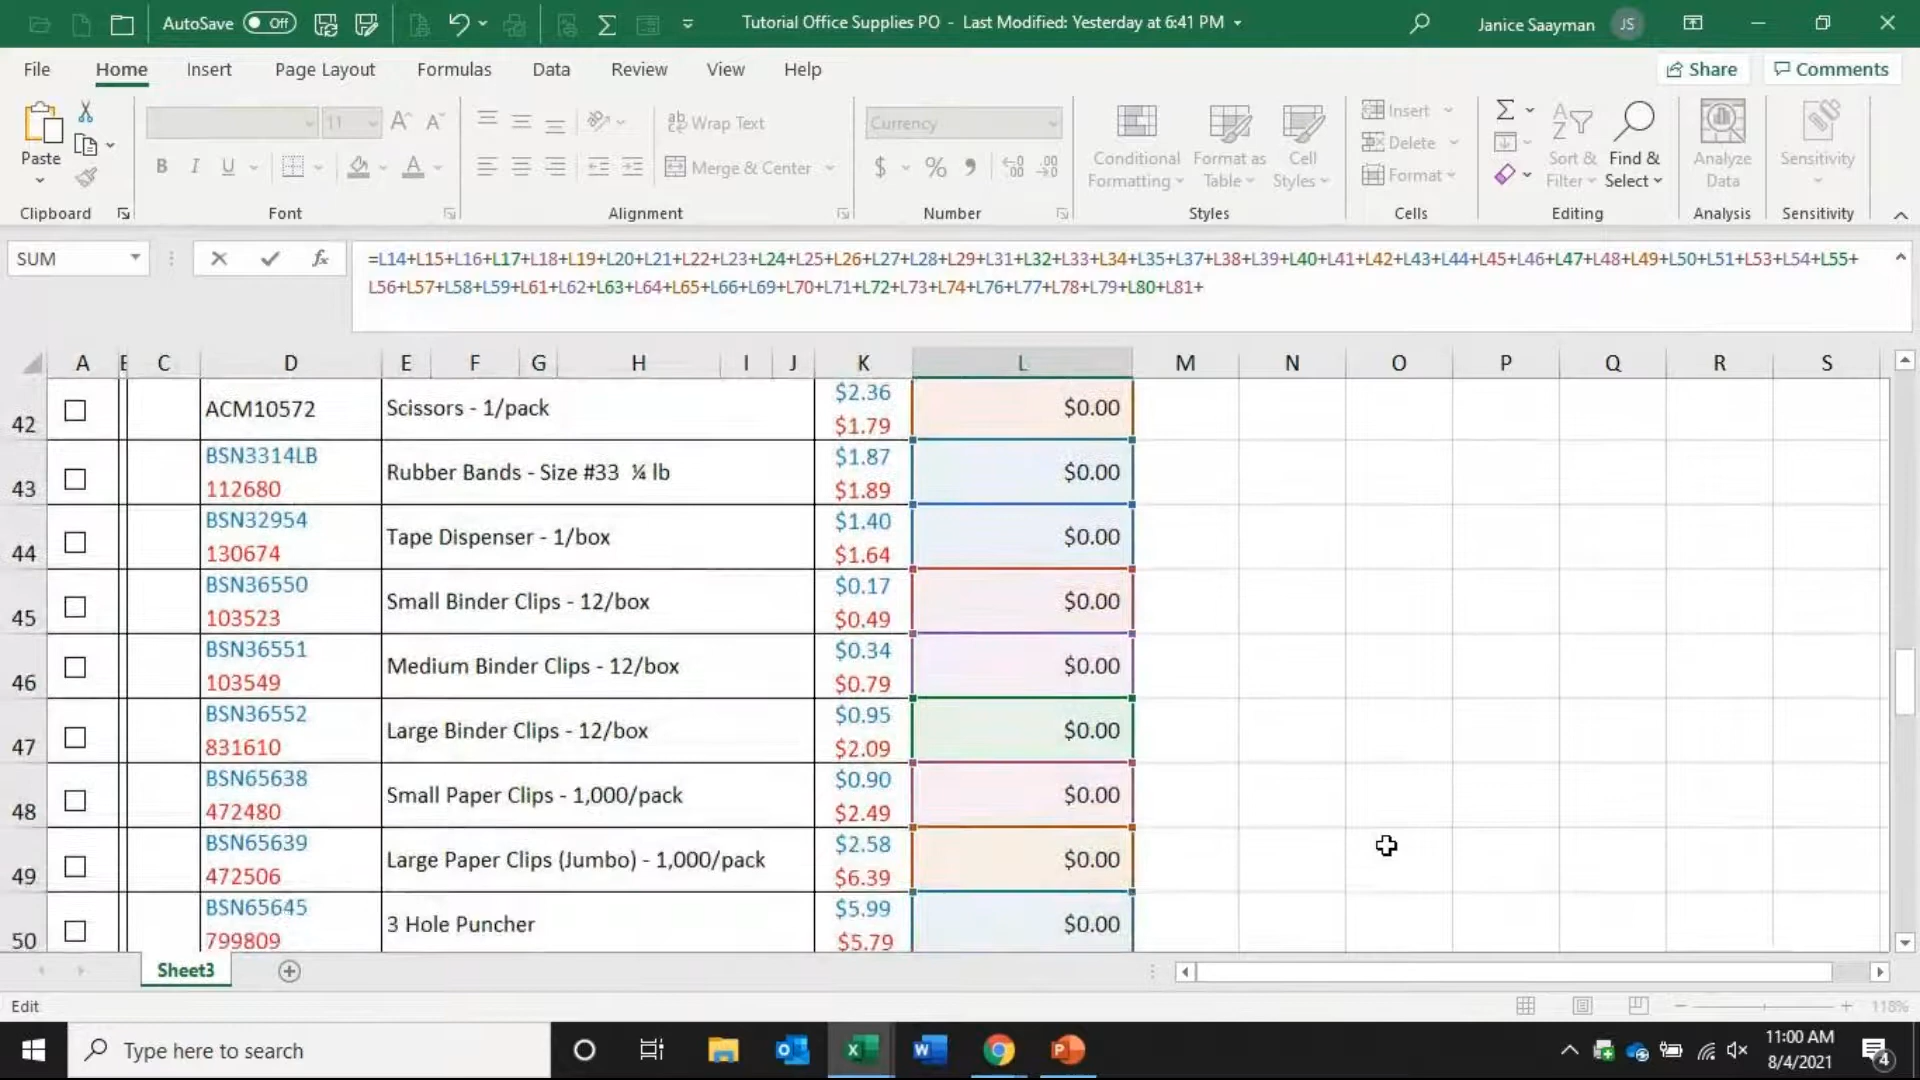 AutoSave Off Tutorial Office Supplies PO - Last Modified: Yesterday at 6:41 PM Janice Saayman JS
File Home Insert Page Layout Formulas Data Review View Help Share Comments
11 A A ab Wrap Text Currency Insert Σ A Z
Paste B I U A Merge & Center $ % , Conditional Formatting Format as Table Cell Styles Delete Format Sort & Filter Find & Select Analyze Data Sensitivity
Clipboard Font Alignment Number Styles Cells Editing Analysis Sensitivity
SUM fx =L14+L15+L16+L17+L18+L19+L20+L21+L22+L23+L24+L25+L26+L27+L28+L29+L31+L32+L33+L34+L35+L37+L38+L39+L40+L41+L42+L43+L44+L45+L46+L47+L48+L49+L50+L51+L53+L54+L55+
L56+L57+L58+L59+L61+L62+L63+L64+L65+L66+L69+L70+L71+L72+L73+L74+L76+L77+L78+L79+L80+L81+
A C D E F G H I J K L M N O P Q R S
42 ACM10572 Scissors - 1/pack $2.36 $0.00
$1.79
BSN3314LB $1.87
43 112680 Rubber Bands - Size #33 ¼ lb $1.89 $0.00
BSN32954 $1.40
44 130674 Tape Dispenser - 1/box $1.64 $0.00
BSN36550 $0.17
45 103523 Small Binder Clips - 12/box $0.49 $0.00
BSN36551 $0.34
46 103549 Medium Binder Clips - 12/box $0.79 $0.00
BSN36552 $0.95
47 831610 Large Binder Clips - 12/box $2.09 $0.00
BSN65638 $0.90
48 472480 Small Paper Clips - 1,000/pack $2.49 $0.00
BSN65639 $2.58
49 472506 Large Paper Clips (Jumbo) - 1,000/pack $6.39 $0.00
BSN65645 $5.99
50 799809 3 Hole Puncher $5.79 $0.00
Sheet3
Edit 118%
Type here to search 11:00 AM
8/4/2021 4